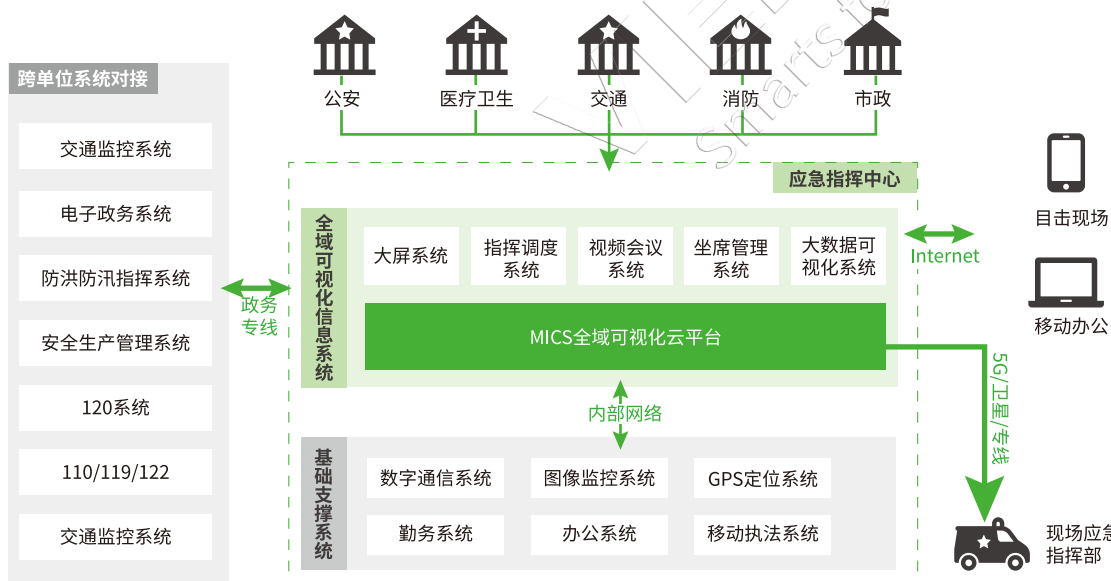 公安
医疗卫生
交通
消防
市政
跨单位系统对接
交通监控系统
电子政务系统
防洪防汛指挥系统
安全生产管理系统
120系统
110/119/122
交通监控系统
政务
专线
应急指挥中心
全域可视化信息系统
大屏系统
指挥调度
系统
视频会议
系统
坐席管理
系统
大数据可
视化系统
MICS全域可视化云平台
内部网络
基础支撑系统
数字通信系统
图像监控系统
GPS定位系统
勤务系统
办公系统
移动执法系统
Internet
目击现场
移动办公
5G/卫星/专线
现场应急
指挥部